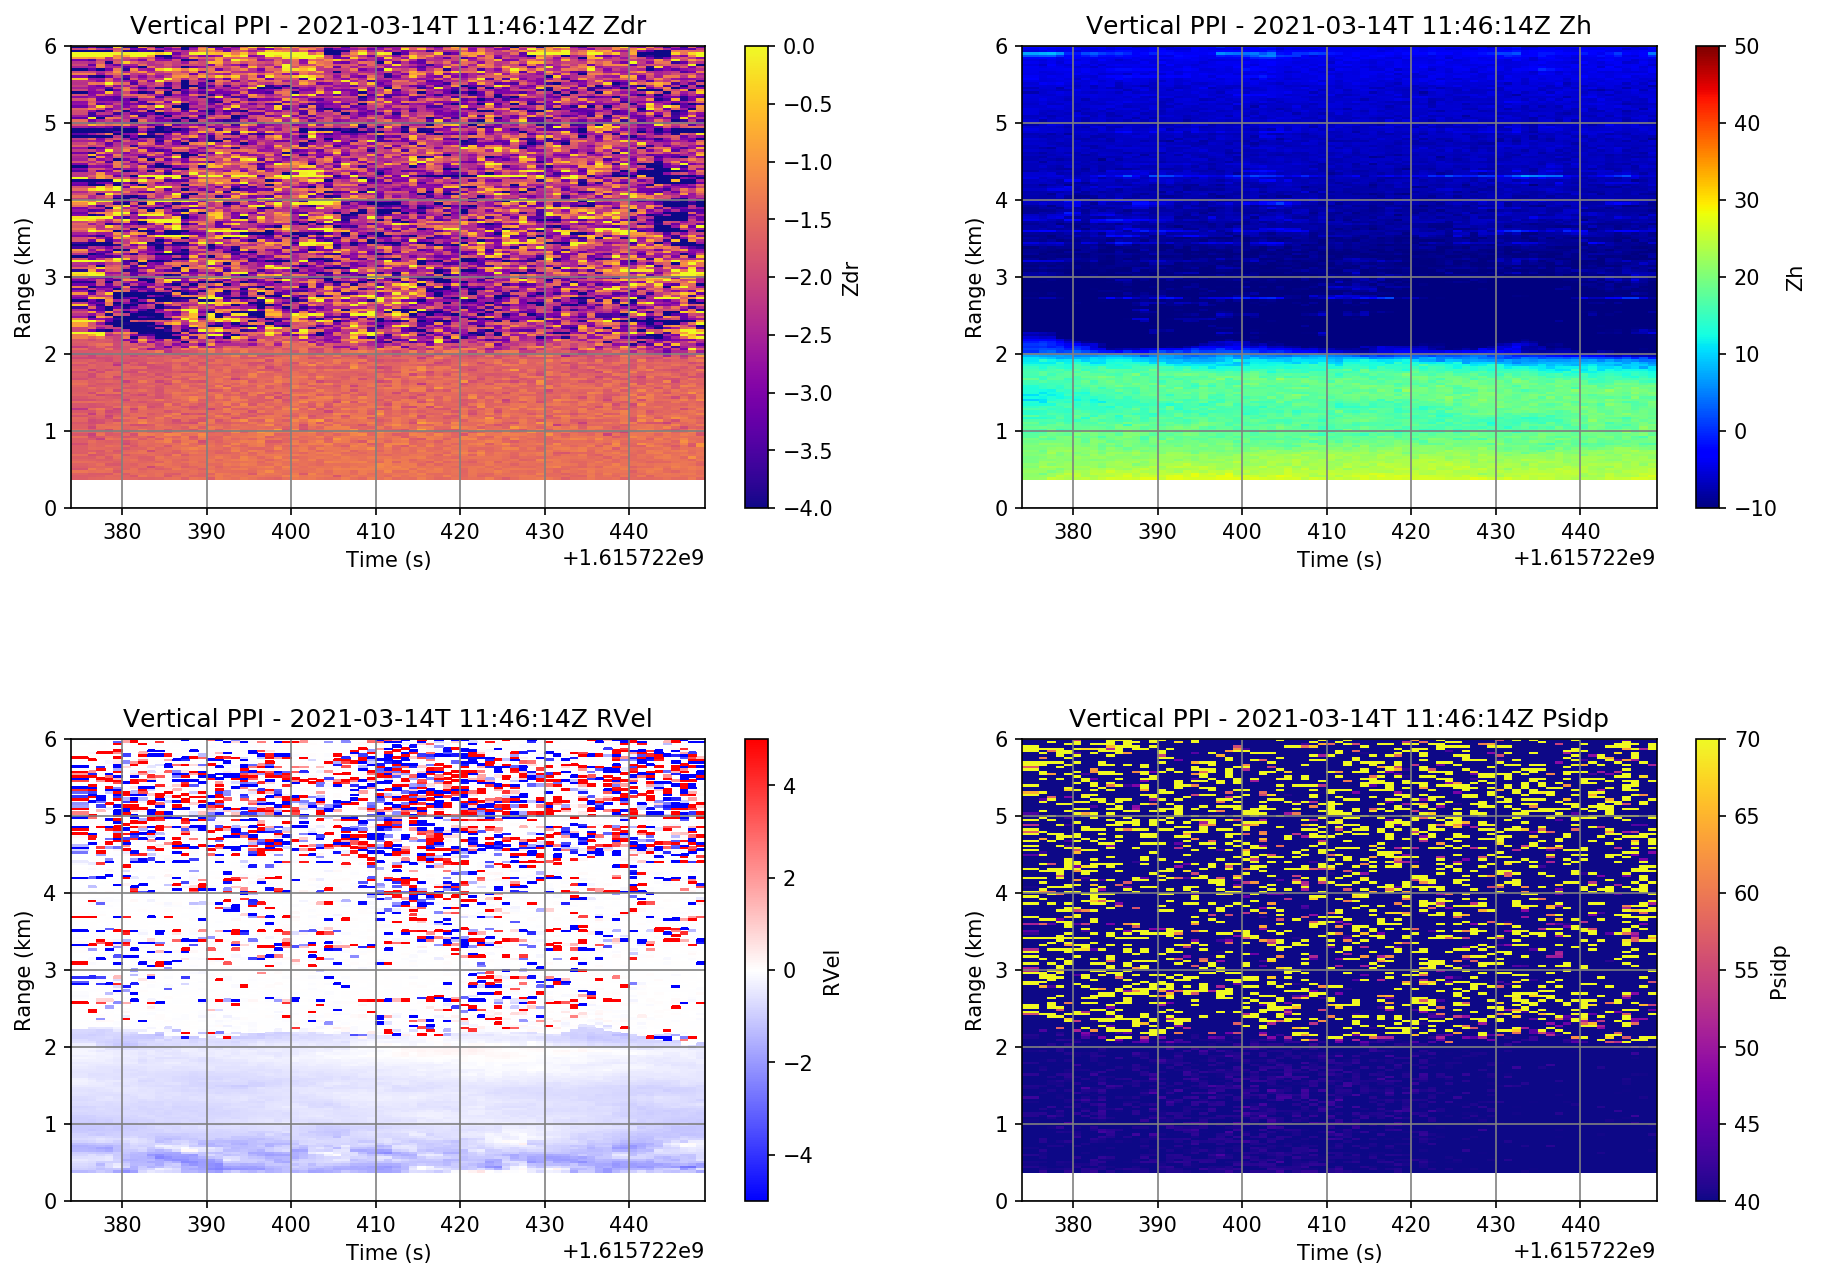 Vertical PPI - 2021-03-14T 11:46:14Z Zdr
6
5
4
3
2
1
0
Range (km)
380 390 400 410 420 430 440
Time (s)
+1.615722e9
0.0
−0.5
−1.0
−1.5
−2.0
−2.5
−3.0
−3.5
−4.0
Zdr
Vertical PPI - 2021-03-14T 11:46:14Z Zh
6
5
4
3
2
1
0
Range (km)
380 390 400 410 420 430 440
Time (s)
+1.615722e9
50
40
30
20
10
0
−10
Zh
Vertical PPI - 2021-03-14T 11:46:14Z RVel
6
5
4
3
2
1
0
Range (km)
380 390 400 410 420 430 440
Time (s)
+1.615722e9
4
2
0
−2
−4
RVel
Vertical PPI - 2021-03-14T 11:46:14Z Psidp
6
5
4
3
2
1
0
Range (km)
380 390 400 410 420 430 440
Time (s)
+1.615722e9
70
65
60
55
50
45
40
Psidp